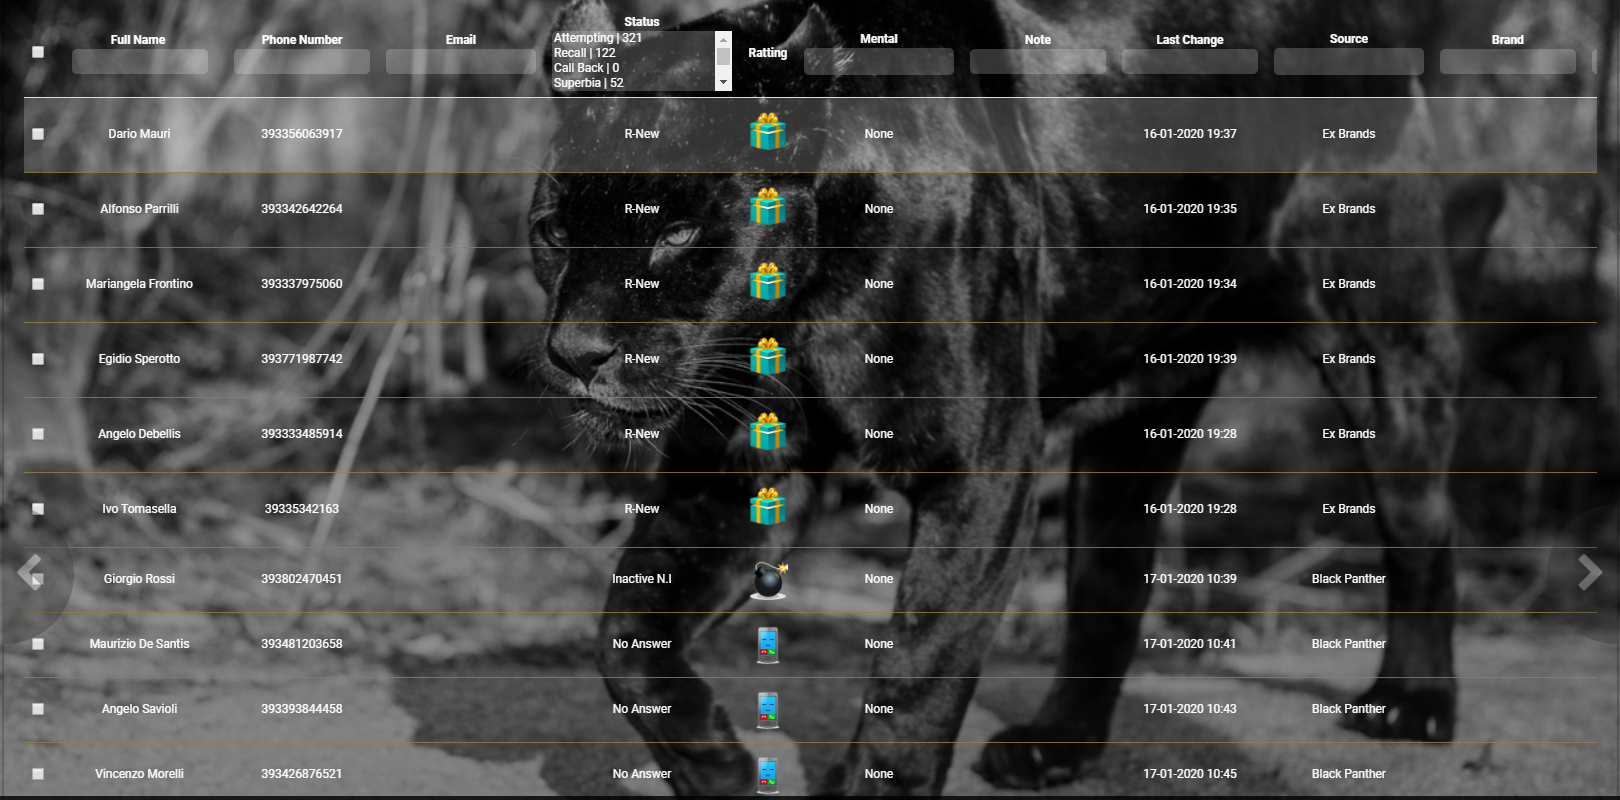 Full Name Phone Number Email Status Ratting Mental Note Last Change Source Brand
Attempting | 321
Recall | 122
Call Back | 0
Superbia | 52
Dario Mauri 393356063917 R-New None 16-01-2020 19:37 Ex Brands
Alfonso Parrilli 393342642264 R-New None 16-01-2020 19:35 Ex Brands
Mariangela Frontino 393337975060 R-New None 16-01-2020 19:34 Ex Brands
Egidio Sperotto 393771987742 R-New None 16-01-2020 19:39 Ex Brands
Angelo Debellis 393333485914 R-New None 16-01-2020 19:28 Ex Brands
Ivo Tomasella 39335342163 R-New None 16-01-2020 19:28 Ex Brands
Giorgio Rossi 393802470451 Inactive N.I None 17-01-2020 10:39 Black Panther
Maurizio De Santis 393481203658 No Answer None 17-01-2020 10:41 Black Panther
Angelo Savioli 393393844458 No Answer None 17-01-2020 10:43 Black Panther
Vincenzo Morelli 393426876521 No Answer None 17-01-2020 10:45 Black Panther